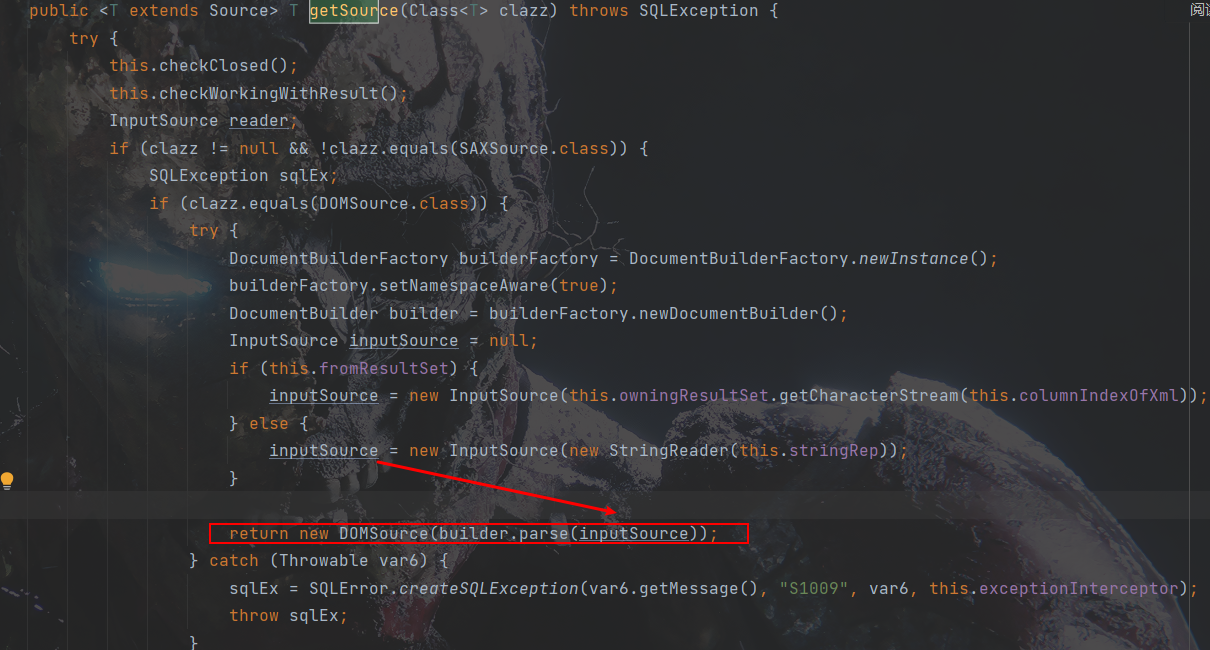 阅读
public <T extends Source> T getSource(Class<T> clazz) throws SQLException {
    try {
        this.checkClosed();
        this.checkWorkingWithResult();
        InputSource reader;
        if (clazz != null && !clazz.equals(SAXSource.class)) {
            SQLException sqlEx;
            if (clazz.equals(DOMSource.class)) {
                try {
                    DocumentBuilderFactory builderFactory = DocumentBuilderFactory.newInstance();
                    builderFactory.setNamespaceAware(true);
                    DocumentBuilder builder = builderFactory.newDocumentBuilder();
                    InputSource inputSource = null;
                    if (this.fromResultSet) {
                        inputSource = new InputSource(this.owningResultSet.getCharacterStream(this.columnIndexOfXml));
                    } else {
                        inputSource = new InputSource(new StringReader(this.stringRep));
                    }
                    return new DOMSource(builder.parse(inputSource));
                } catch (Throwable var6) {
                    sqlEx = SQLError.createSQLException(var6.getMessage(), "S1009", var6, this.exceptionInterceptor);
                    throw sqlEx;
                }